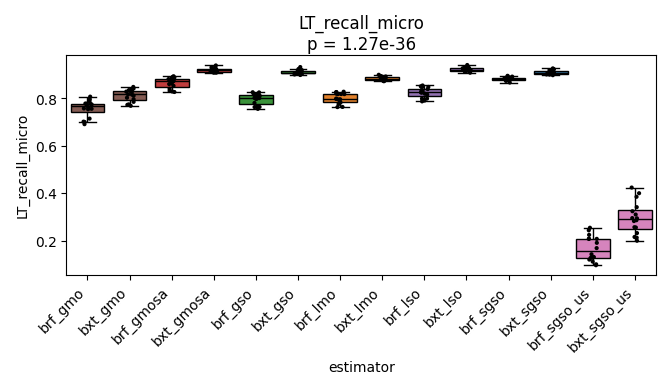 LT_recall_micro
p = 1.27e-36
LT_recall_micro
0.8
0.6
0.4
0.2
brf_gmo
bxt_gmo
brf_gmosa
bxt_gmosa
brf_gso
bxt_gso
brf_lmo
bxt_lmo
brf_lso
bxt_lso
brf_sgso
bxt_sgso
brf_sgso_us
bxt_sgso_us
estimator